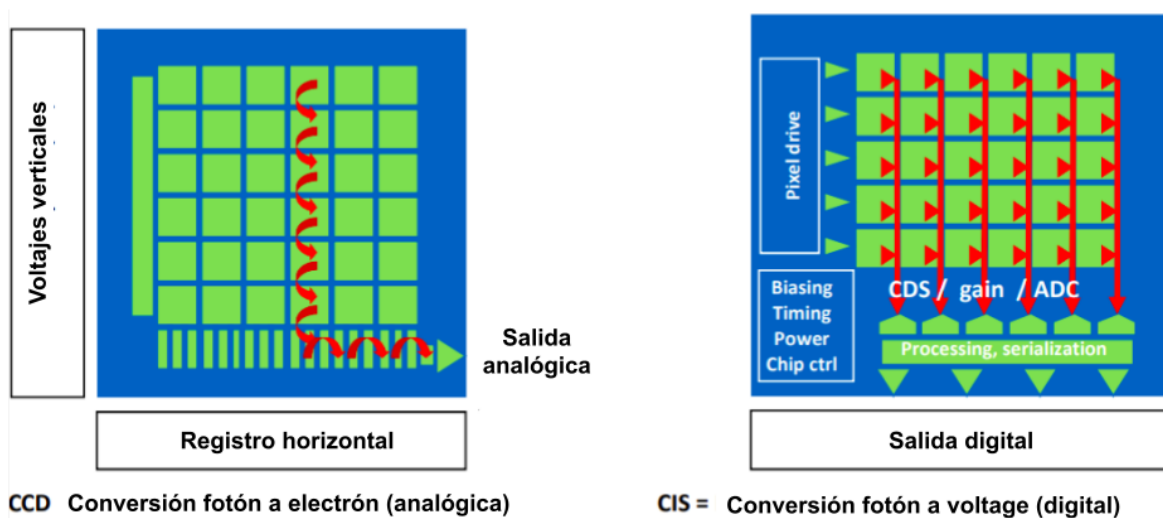 Voltajes verticales
Salida
analógica
Registro horizontal
CCD Conversión fotón a electrón (analógica)
Pixel drive
Biasing
Timing
Power
Chip ctrl
CDS / gain / ADC
Processing, serialization
Salida digital
CIS = Conversión fotón a voltage (digital)